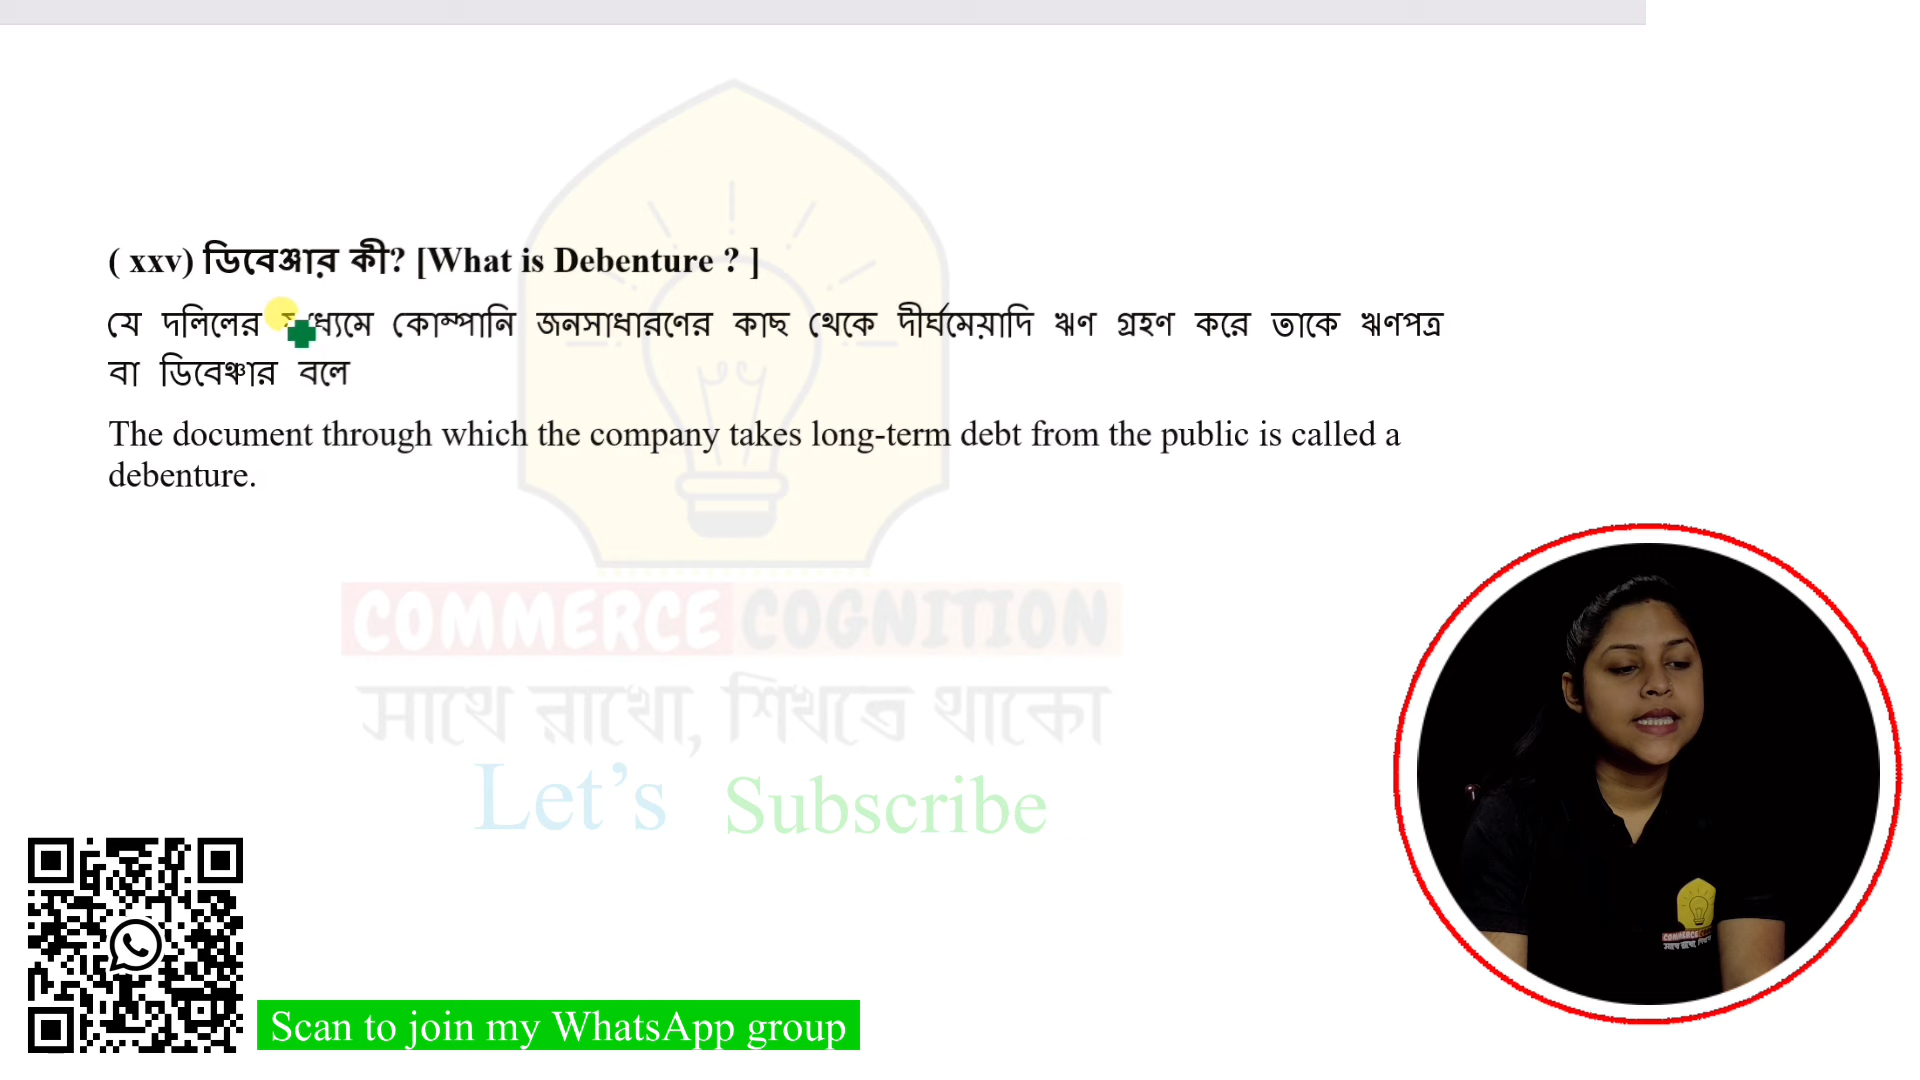 ( xxv) ডিবেঞ্জার কী? [What is Debenture ? ]
যে দলিলের মাধ্যমে কোম্পানি জনসাধারণের কাছ থেকে দীর্ঘমেয়াদি ঋণ গ্রহণ করে তাকে ঋণপত্র
বা ডিবেঞ্চার বলে
The document through which the company takes long-term debt from the public is called a
debenture.
COMMERCE COGNITION
সাথে রাখো, শিখতে থাকো
Let’s Subscribe
COMMERCE
Scan to join my WhatsApp group